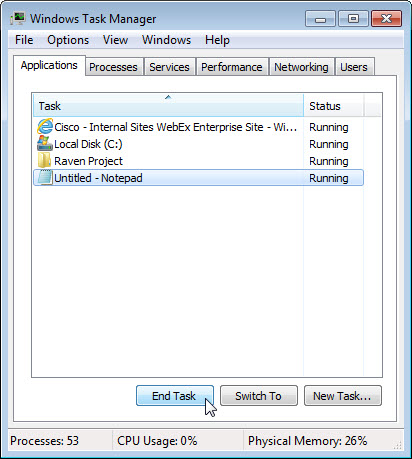 Windows Task Manager
File Options View Windows Help
Applications Processes Services Performance Networking Users
Task Status
Cisco - Internal Sites WebEx Enterprise Site - Wi... Running
Local Disk (C:) Running
Raven Project Running
Untitled - Notepad Running
End Task Switch To New Task...
Processes: 53 CPU Usage: 0% Physical Memory: 26%